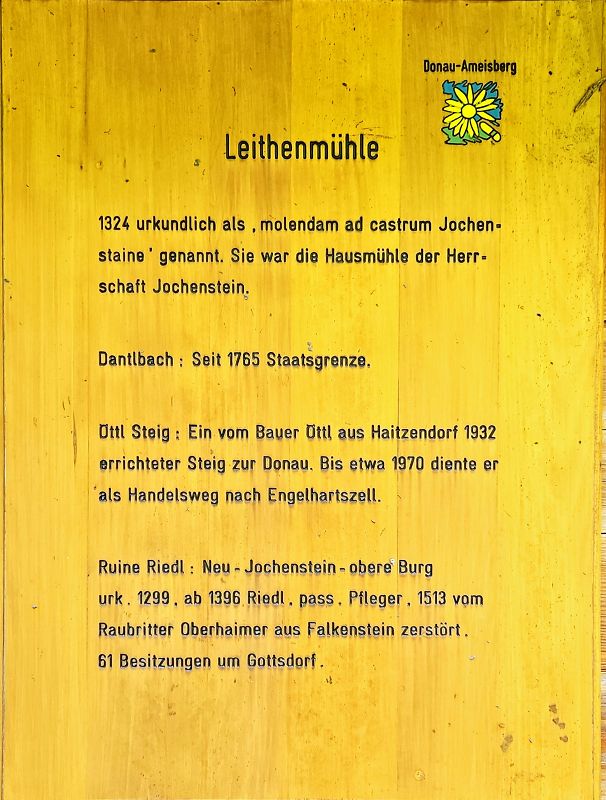 Donau-Ameisberg
Leithenmühle
1324 urkundlich als ‚molendam ad castrum Jochen-
staine' genannt. Sie war die Hausmühle der Herr-
schaft Jochenstein.
Dantlbach : Seit 1765 Staatsgrenze.
Öttl Steig : Ein vom Bauer Öttl aus Haitzendorf 1932
errichteter Steig zur Donau. Bis etwa 1970 diente er
als Handelsweg nach Engelhartszell.
Ruine Riedl : Neu - Jochenstein - obere Burg
urk. 1299, ab 1396 Riedl, pass. Pfleger, 1513 vom
Raubritter Oberhaimer aus Falkenstein zerstört.
61 Besitzungen um Gottsdorf.